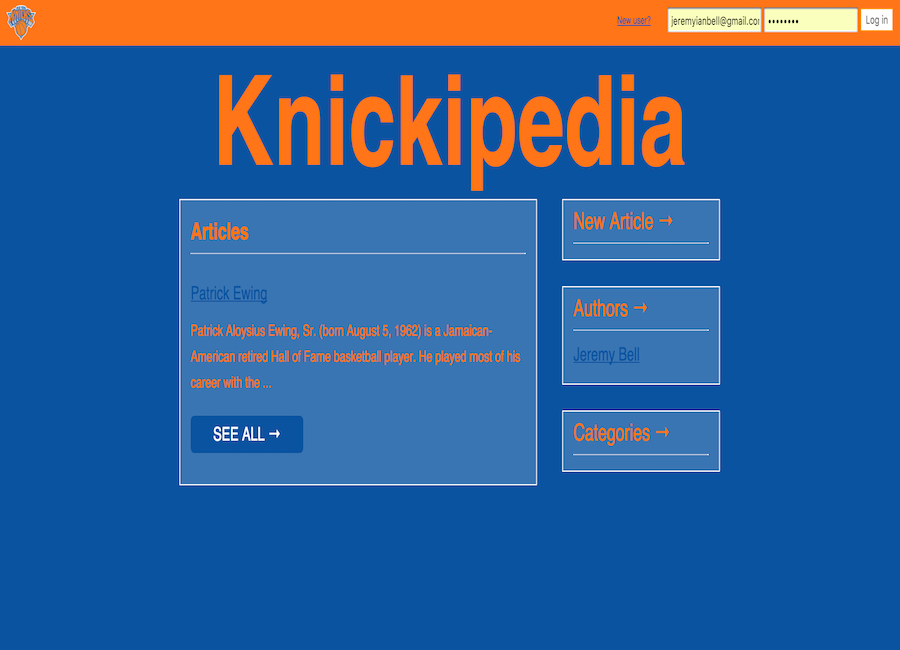 New user?
jeremyianbell@gmail.co
••••••••
Log in
Knickipedia
Articles
Patrick Ewing
Patrick Aloysius Ewing, Sr. (born August 5, 1962) is a Jamaican-
American retired Hall of Fame basketball player. He played most of his
career with the ...
SEE ALL →
New Article →
Authors →
Jeremy Bell
Categories →